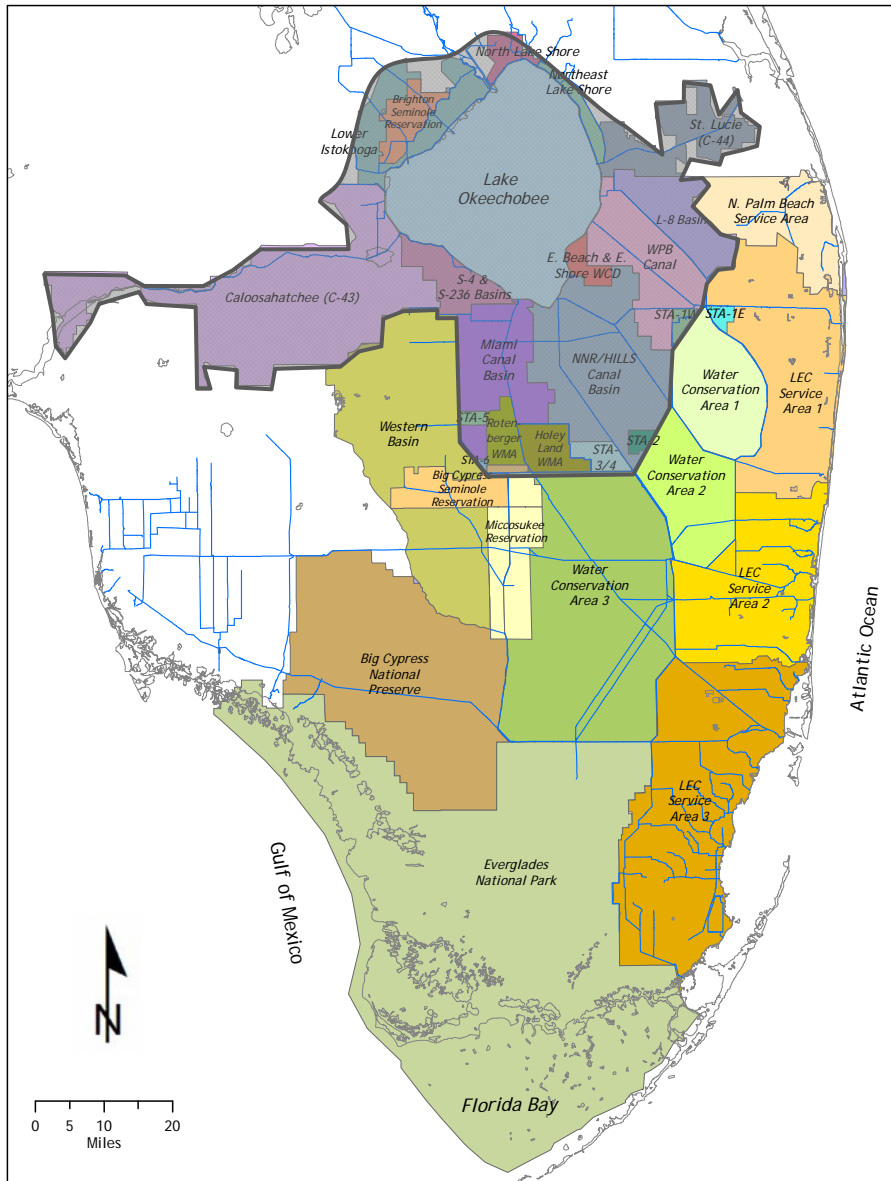 North Lake Shore
Northeast
Lake Shore
Brighton
Seminole
Reservation
Lower
Istokpoga
St. Lucie
(C-44)
Lake
Okeechobee
N. Palm Beach
Service Area
L-8 Basin
WPB
Canal
E. Beach & E.
Shore WCD
S-4 &
S-236 Basins
Caloosahatchee (C-43)
STA-1W
STA-1E
Miami
Canal
Basin
NNR/HILLS
Canal
Basin
Water
Conservation
Area 1
LEC
Service
Area 1
Western
Basin
STA-5
Roten-
berger
WMA
Holey
Land
WMA
STA-2
STA-
3/4
STA-6
Big Cypress
Seminole
Reservation
Water
Conservation
Area 2
Miccosukee
Reservation
Water
Conservation
Area 3
LEC
Service
Area 2
Big Cypress
National
Preserve
Atlantic Ocean
LEC
Service
Area 3
Everglades
National Park
Gulf of Mexico
N
Florida Bay
0 5 10 20
Miles